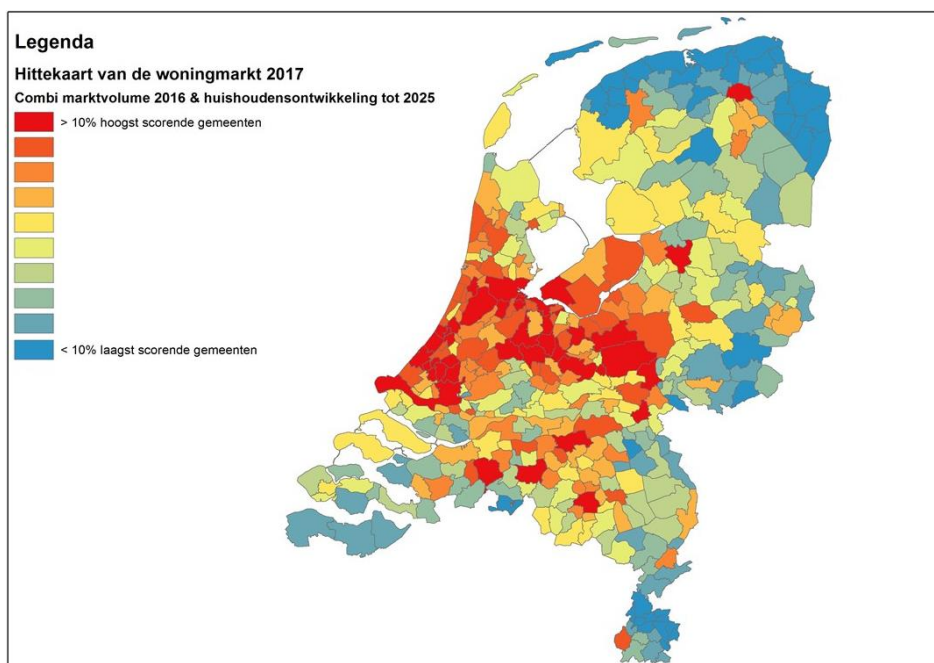 Legenda
Hittekaart van de woningmarkt 2017
Combi marktvolume 2016 & huishoudensontwikkeling tot 2025
> 10% hoogst scorende gemeenten
< 10% laagst scorende gemeenten